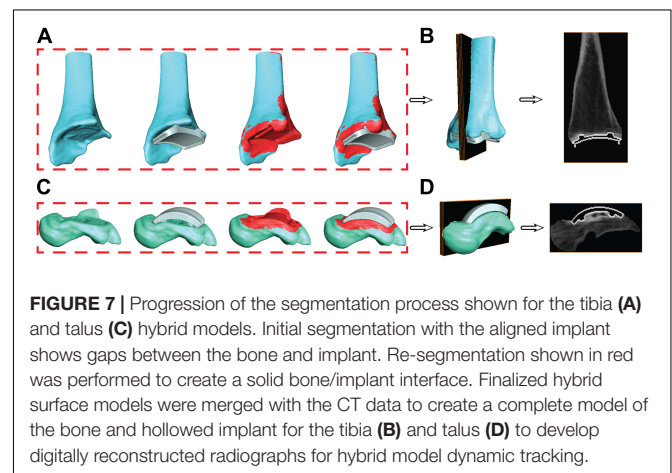 A
B
C
D
FIGURE 7 | Progression of the segmentation process shown for the tibia (A)
and talus (C) hybrid models. Initial segmentation with the aligned implant
shows gaps between the bone and implant. Re-segmentation shown in red
was performed to create a solid bone/implant interface. Finalized hybrid
surface models were merged with the CT data to create a complete model of
the bone and hollowed implant for the tibia (B) and talus (D) to develop
digitally reconstructed radiographs for hybrid model dynamic tracking.